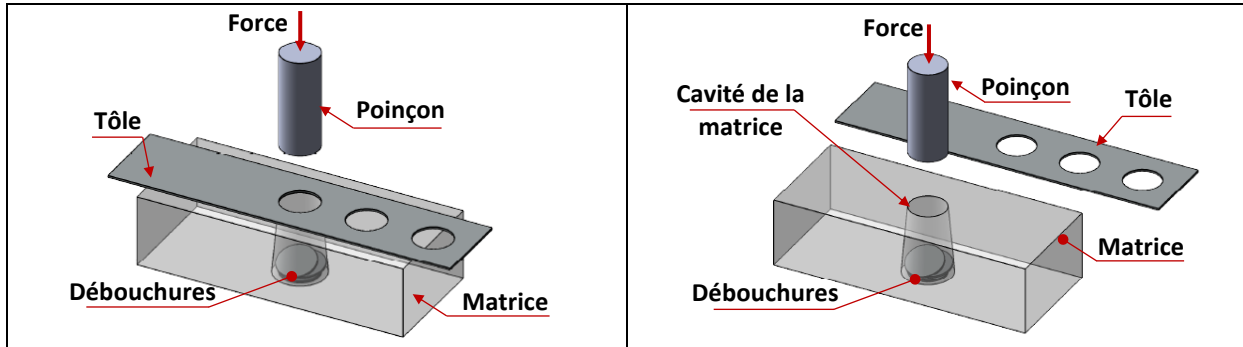 Force
Poinçon
Tôle
Débouchures
Matrice
Force
Poinçon
Cavité de la
matrice
Tôle
Matrice
Débouchures